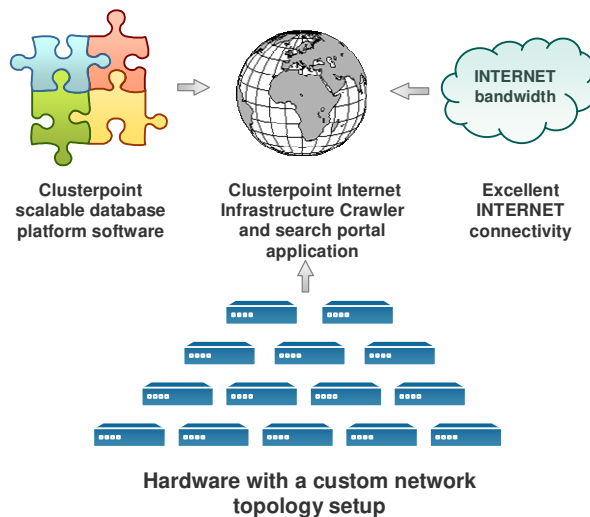 INTERNET
bandwidth
Clusterpoint
scalable database
platform software
Clusterpoint Internet
Infrastructure Crawler
and search portal
application
Excellent
INTERNET
connectivity
Hardware with a custom network
topology setup